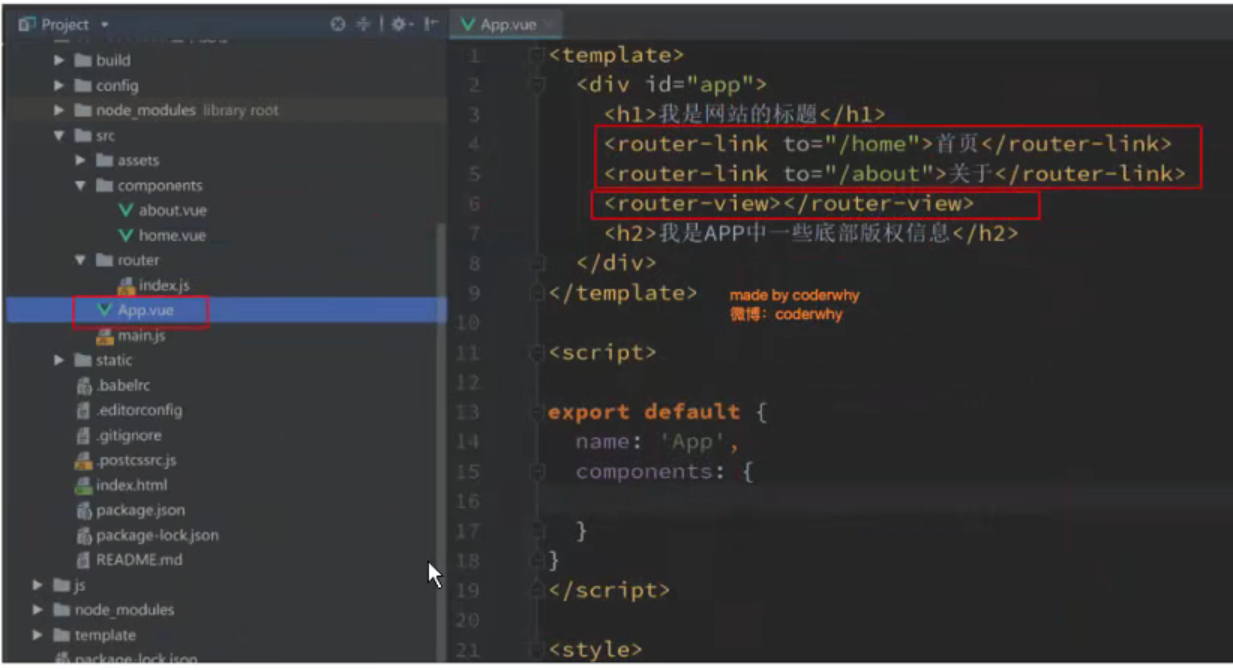 Project
build
config
node_modules library root
src
assets
components
about.vue
home.vue
router
index.js
App.vue
main.js
static
.babelrc
.editorconfig
.gitignore
.postcssrc.js
index.html
package.json
package-lock.json
README.md
js
node_modules
template
package-lock.json
App.vue
1 <template>
2 <div id="app">
3 <h1>我是网站的标题</h1>
4 <router-link to="/home">首页</router-link>
5 <router-link to="/about">关于</router-link>
6 <router-view></router-view>
7 <h2>我是APP中一些底部版权信息</h2>
8 </div>
9 </template>
made by coderwhy
微博：coderwhy
10
11 <script>
12
13 export default {
14 name: 'App',
15 components: {
16
17 }
18 }
19 </script>
20
21 <style>